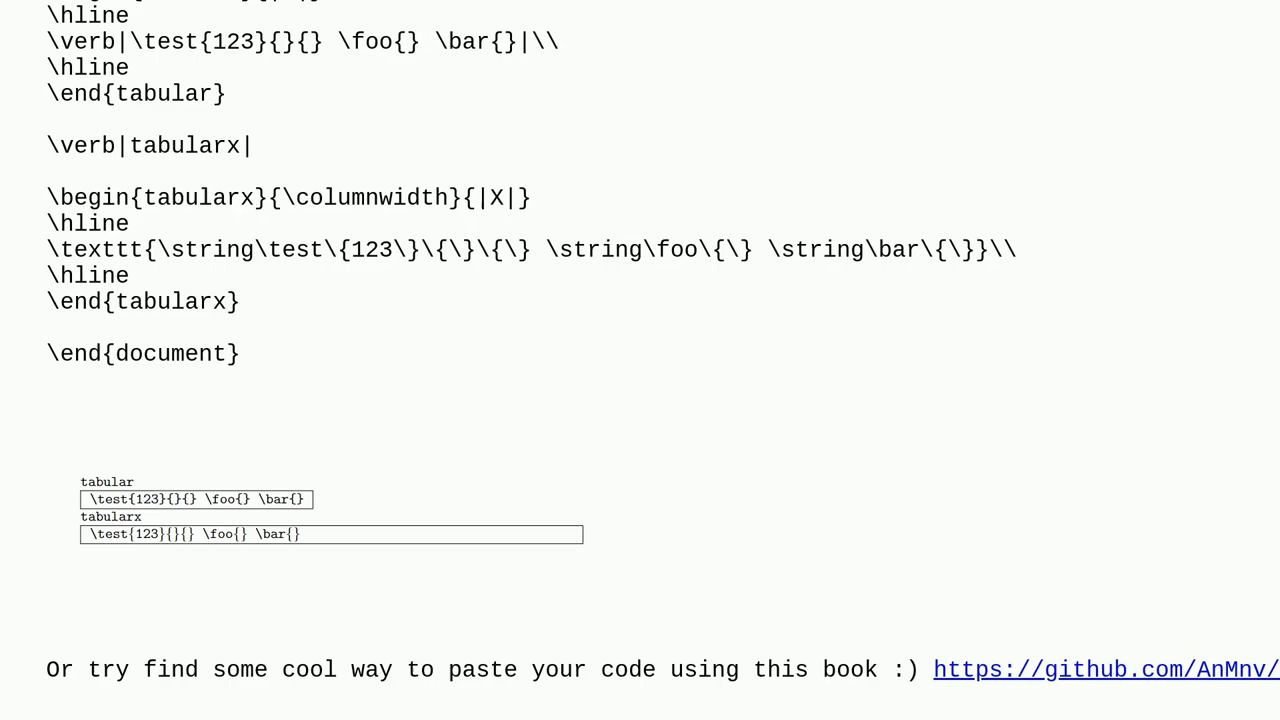 \hline
\verb|\test{123}{}{} \foo{} \bar{}|\\
\hline
\end{tabular}
\verb|tabularx|
\begin{tabularx}{\columnwidth}{|X|}
\hline
\texttt{\string\test\{123\}\{\}\{\} \string\foo\{\} \string\bar\{\}}\\
\hline
\end{tabularx}
\end{document}
tabular
\test{123}{}{} \foo{} \bar{}
tabularx
\test{123}{}{} \foo{} \bar{}
Or try find some cool way to paste your code using this book :) https://github.com/AnMnv/